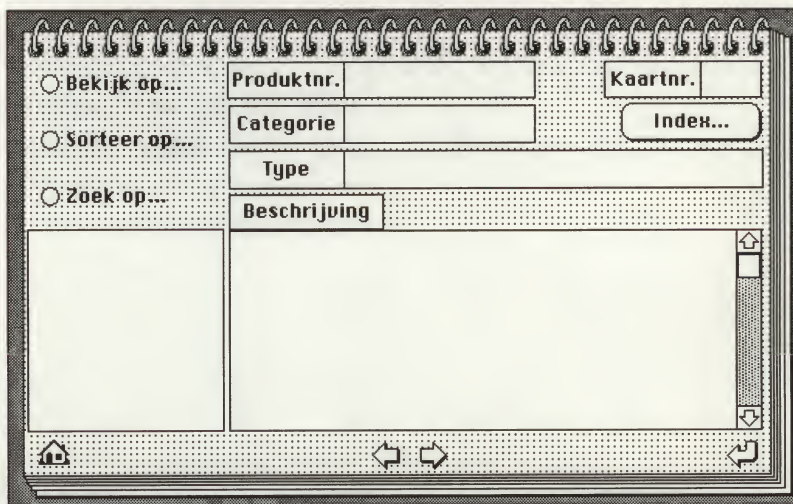 Bekijk op...
Sorteer op...
Zoek op...
Produktnr.
Kaartnr.
Categorie
Index...
Type
Beschrijving